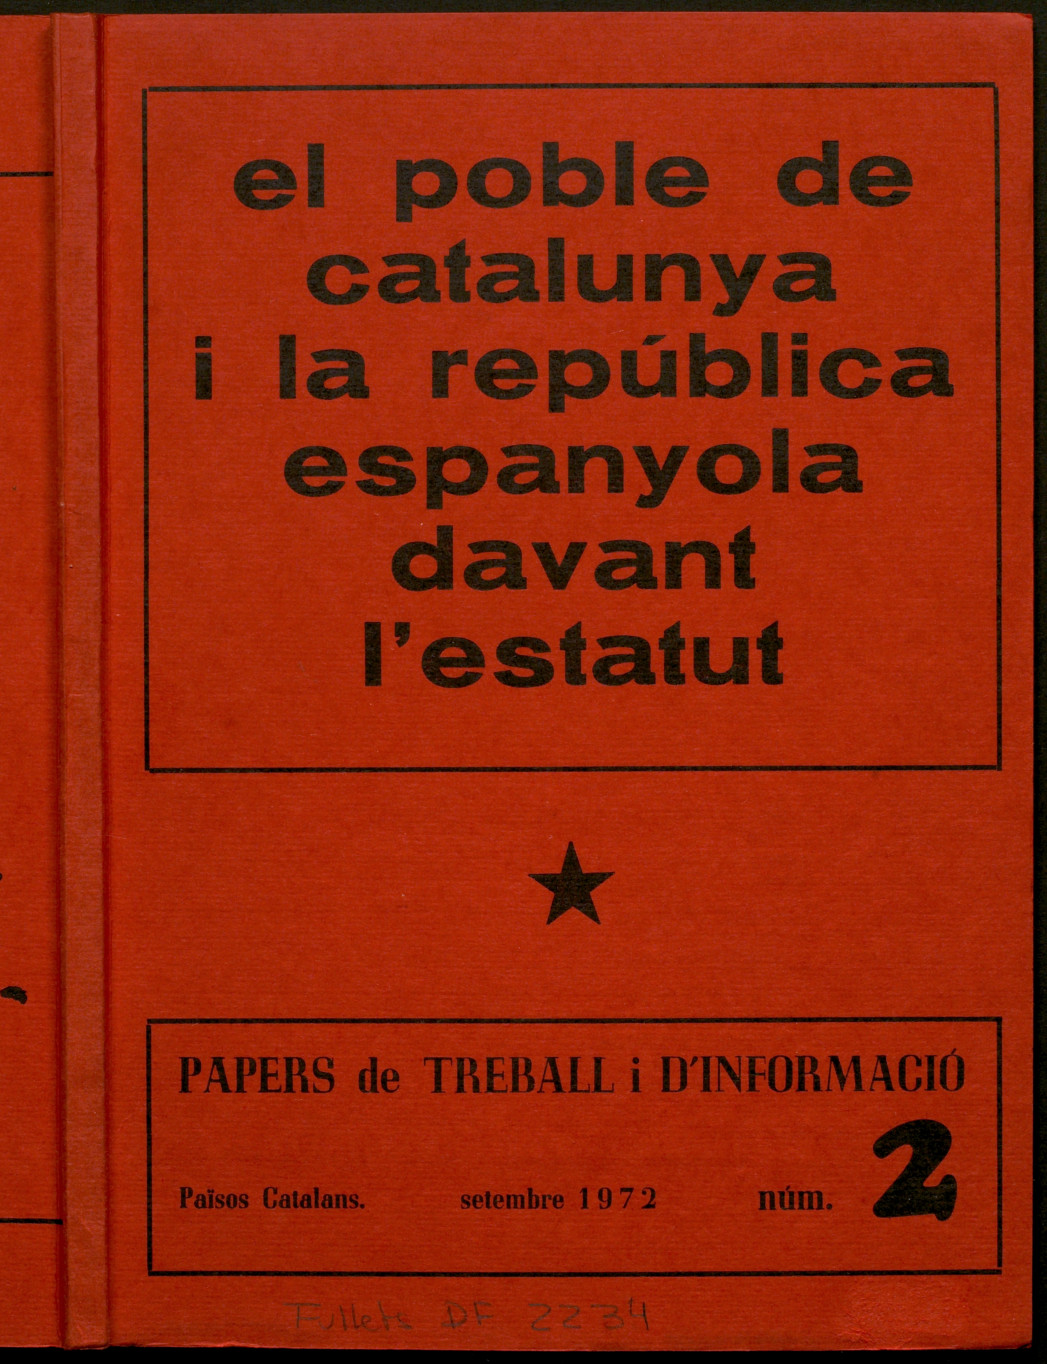 el poble de
catalunya
i la república
espanyola
davant
l'estatut
PAPERS de TREBALL i D'INFORMACIÓ
Països Catalans. setembre 1972 núm. 2
Fullets DF 2234